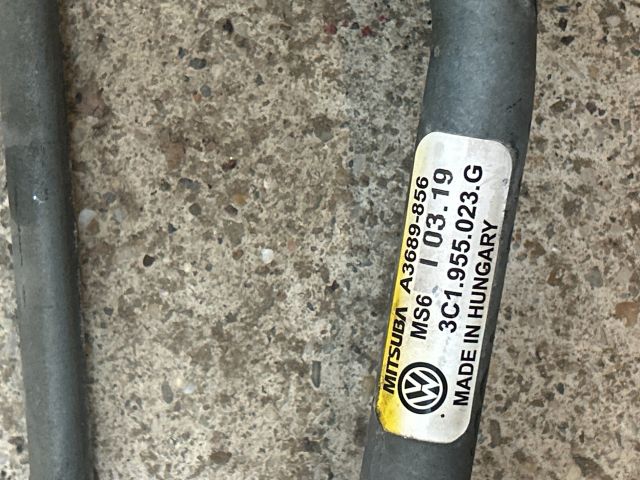 MITSUBA A3689-856
MS6 I 03.19
3C1.955.023.G
MADE IN HUNGARY